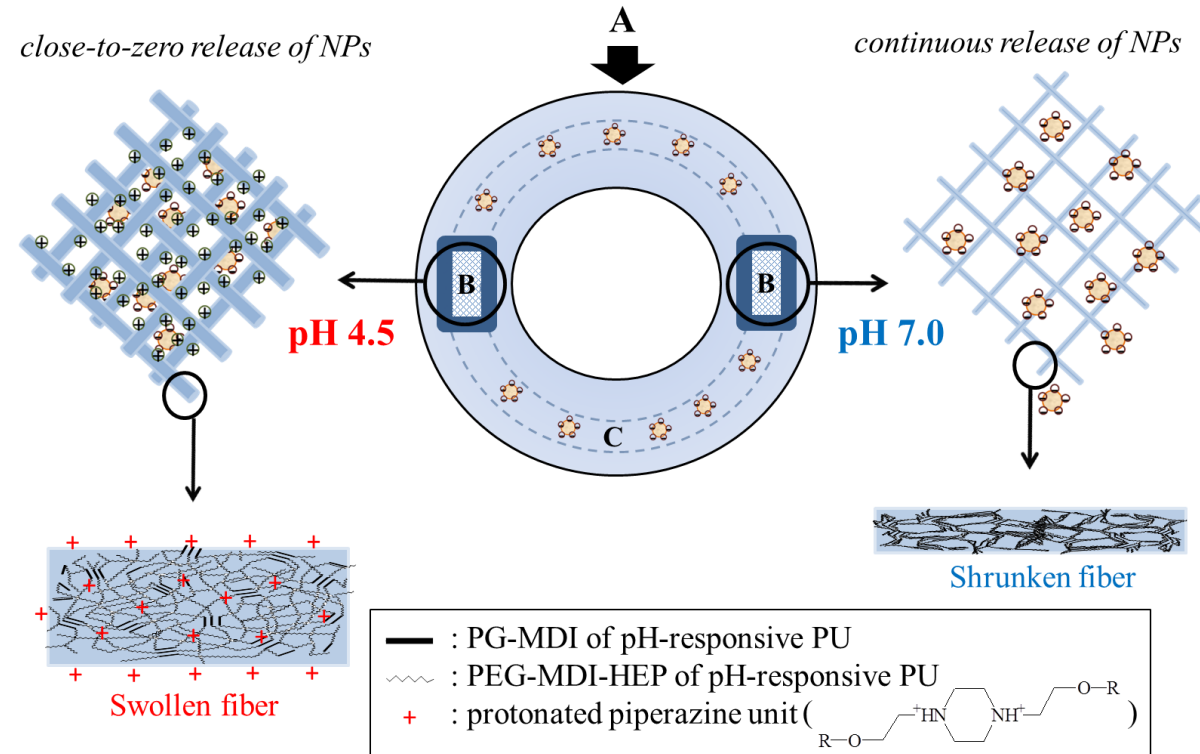 A
close-to-zero release of NPs
continuous release of NPs
B
B
pH 4.5
pH 7.0
C
Shrunken fiber
Swollen fiber
: PG-MDI of pH-responsive PU
: PEG-MDI-HEP of pH-responsive PU
+ : protonated piperazine unit ( R—O +HN NH+ O—R )